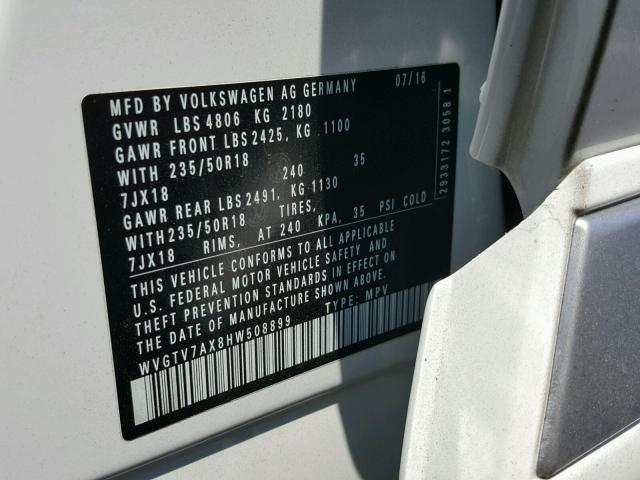 MFD BY VOLKSWAGEN AG GERMANY 07/16
GVWR LBS 4806 KG 2180
GAWR FRONT LBS 2425, KG 1100
WITH 235/50R18
7JX18 240 35
GAWR REAR LBS 2491, KG 1130
WITH 235/50R18 TIRES,
7JX18 RIMS, AT 240 KPA, 35 PSI COLD
THIS VEHICLE CONFORMS TO ALL APPLICABLE
U.S. FEDERAL MOTOR VEHICLE SAFETY AND
THEFT PREVENTION STANDARDS IN EFFECT ON
THE DATE OF MANUFACTURE SHOWN ABOVE.
WVGTV7AX8HW508899 TYPE: MPV
2933172 3058 1